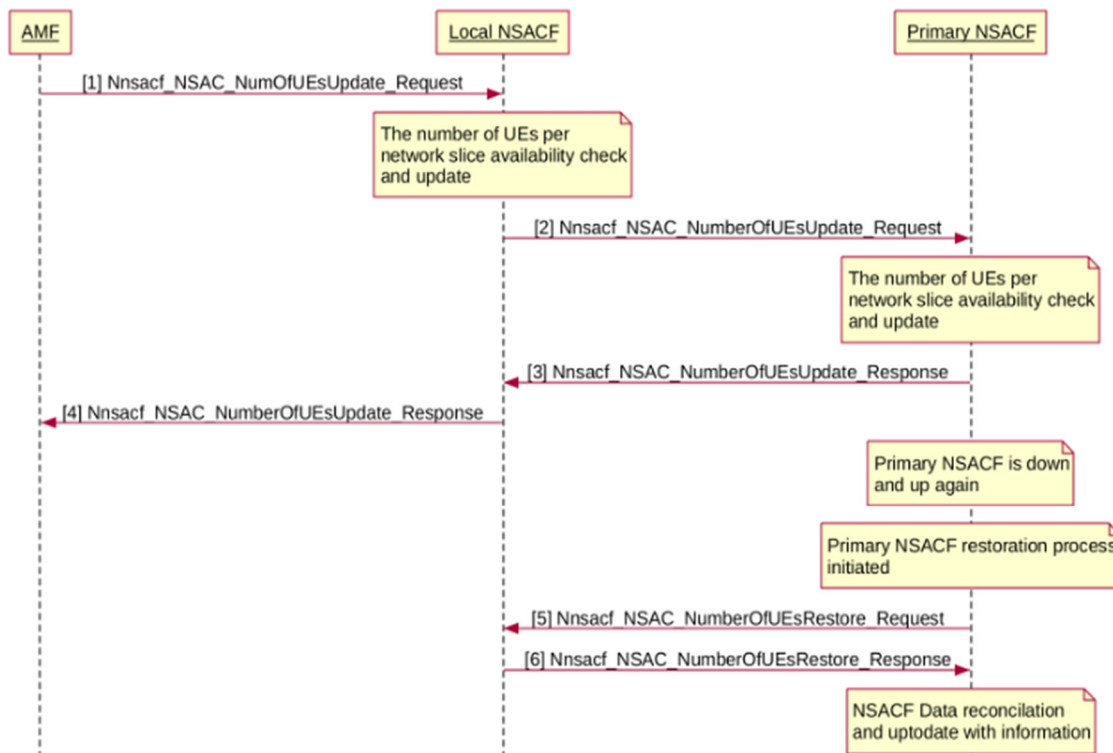 AMF
Local NSACF
Primary NSACF
[1] Nnsacf_NSAC_NumOfUEsUpdate_Request
The number of UEs per
network slice availability check
and update
[2] Nnsacf_NSAC_NumberOfUEsUpdate_Request
The number of UEs per
network slice availability check
and update
[3] Nnsacf_NSAC_NumberOfUEsUpdate_Response
[4] Nnsacf_NSAC_NumberOfUEsUpdate_Response
Primary NSACF is down
and up again
Primary NSACF restoration process
initiated
[5] Nnsacf_NSAC_NumberOfUEsRestore_Request
[6] Nnsacf_NSAC_NumberOfUEsRestore_Response
NSACF Data reconcilation
and uptodate with information